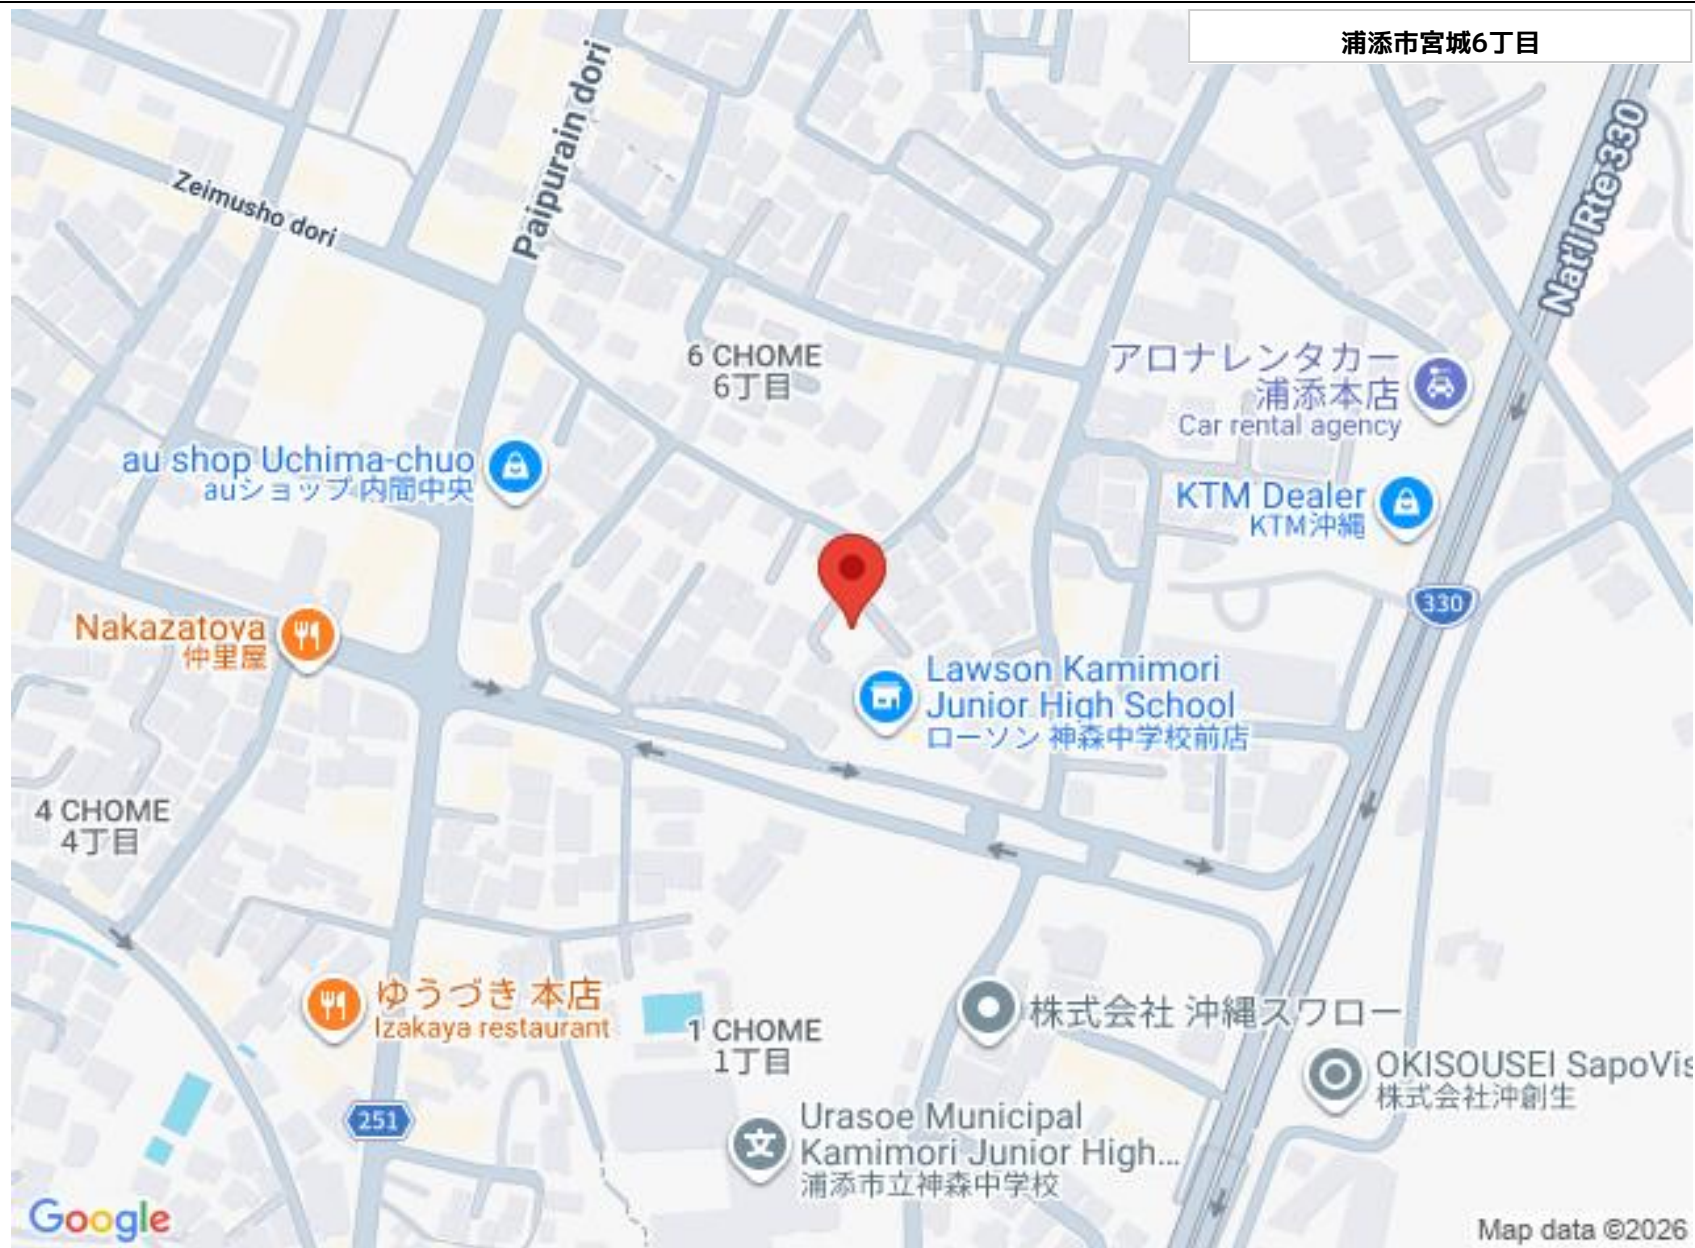 浦添市宮城6丁目
Paipurain dori
Zeimusho dori
Nat'l Rte 330
6 CHOME
6丁目
アロナレンタカー
浦添本店
Car rental agency
au shop Uchima-chuo
auショップ 内間中央
KTM Dealer
KTM沖縄
330
Nakazatoya
仲里屋
Lawson Kamimori
Junior High School
ローソン 神森中学校前店
4 CHOME
4丁目
ゆうづき 本店
Izakaya restaurant
1 CHOME
1丁目
株式会社 沖縄スワロー
OKISOUSEI SapoVis
株式会社沖創生
251
Urasoe Municipal
Kamimori Junior High...
浦添市立神森中学校
文
Google
Map data ©2026